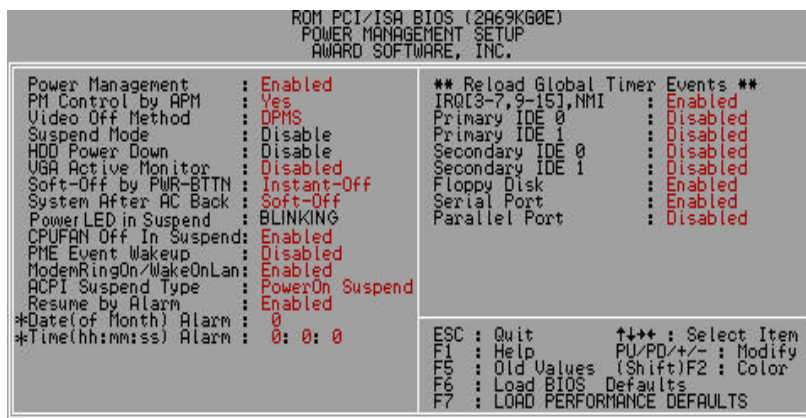 ROM PCI/ISA BIOS (2A69KG0E)
POWER MANAGEMENT SETUP
AWARD SOFTWARE, INC.
Power Management : Enabled
PM Control by APM : Yes
Video Off Method : DPMS
Suspend Mode : Disable
HDD Power Down : Disable
VGA Active Monitor : Disabled
Soft-Off by PWR-BTTN : Instant-Off
System After AC Back : Soft-Off
Power LED in Suspend : BLINKING
CPUFAN Off In Suspend: Enabled
PME Event Wakeup : Disabled
ModemRingOn/WakeOnLan: Enabled
ACPI Suspend Type : PowerOn Suspend
Resume by Alarm : Enabled
*Date(of Month) Alarm : 0
*Time(hh:mm:ss) Alarm : 0: 0: 0
** Reload Global Timer Events **
IRQ[3-7,9-15],NMI : Enabled
Primary IDE 0 : Disabled
Primary IDE 1 : Disabled
Secondary IDE 0 : Disabled
Secondary IDE 1 : Disabled
Floppy Disk : Enabled
Serial Port : Enabled
Parallel Port : Disabled
ESC : Quit ↑↓→← : Select Item
F1 : Help PU/PD/+/- : Modify
F5 : Old Values (Shift)F2 : Color
F6 : Load BIOS Defaults
F7 : LOAD PERFORMANCE DEFAULTS